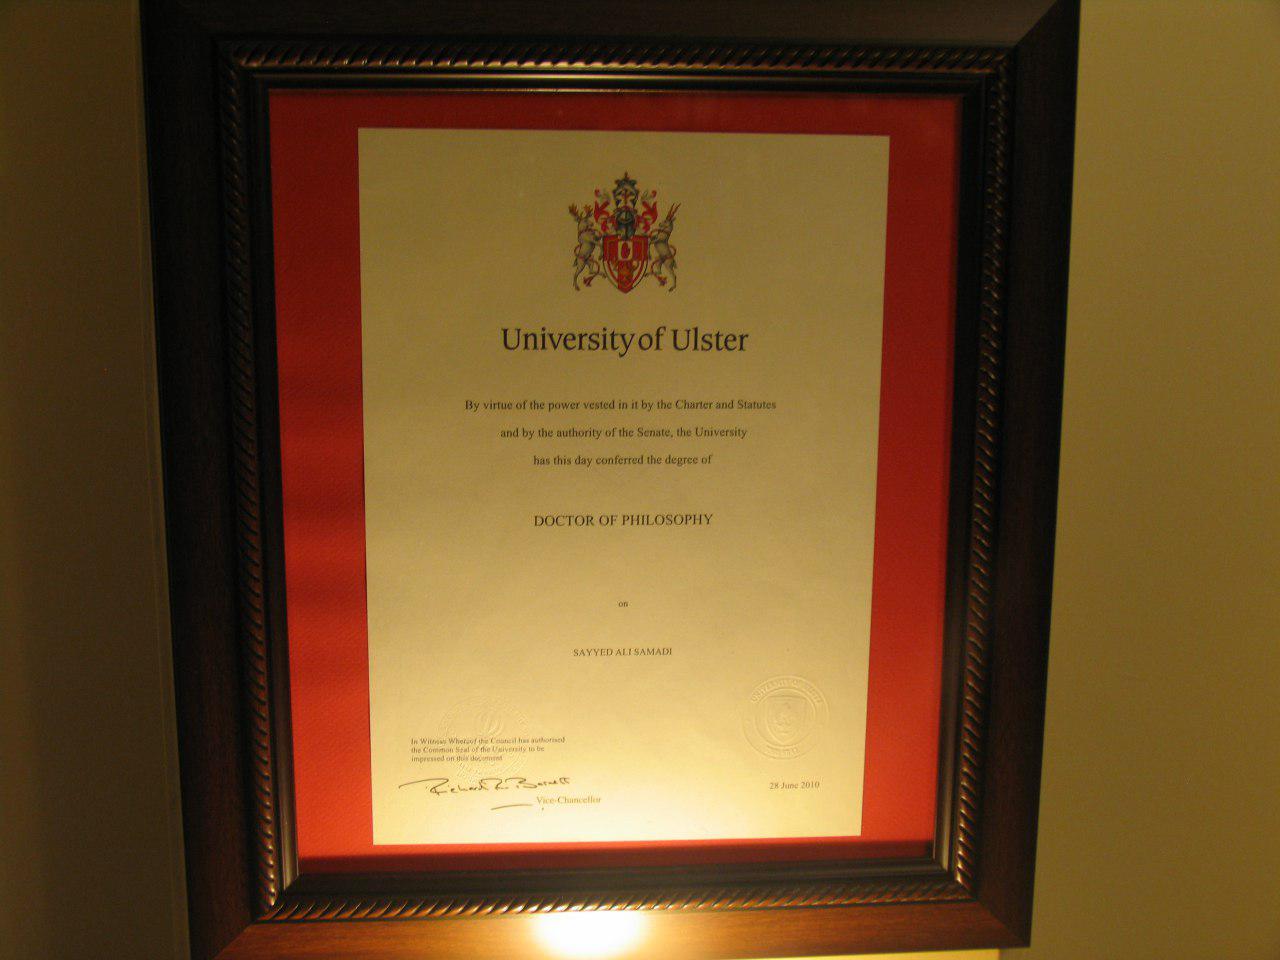 University of Ulster
By virtue of the power vested in it by the Charter and Statutes
and by the authority of the Senate, the University
has this day conferred the degree of
DOCTOR OF PHILOSOPHY
on
SAYYED ALI SAMADI
In Witness Whereof the Council has authorised
the Common Seal of the University to be
impressed on this document
Richard R. Barnett
Vice-Chancellor
28 June 2010